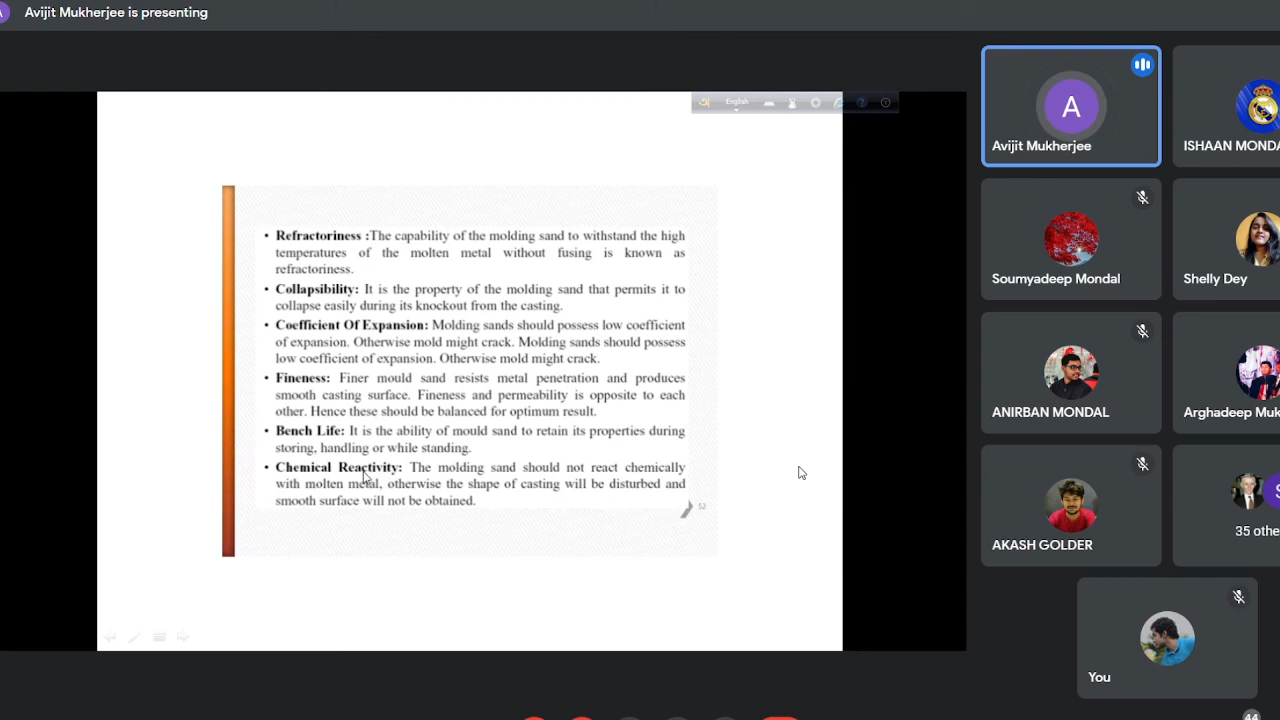 Avijit Mukherjee is presenting
English
• Refractoriness :The capability of the molding sand to withstand the high
temperatures of the molten metal without fusing is known as
refractoriness.
• Collapsibility: It is the property of the molding sand that permits it to
collapse easily during its knockout from the casting.
• Coefficient Of Expansion: Molding sands should possess low coefficient
of expansion. Otherwise mold might crack. Molding sands should possess
low coefficient of expansion. Otherwise mold might crack.
• Fineness: Finer mould sand resists metal penetration and produces
smooth casting surface. Fineness and permeability is opposite to each
other. Hence these should be balanced for optimum result.
• Bench Life: It is the ability of mould sand to retain its properties during
storing, handling or while standing.
• Chemical Reactivity: The molding sand should not react chemically
with molten metal, otherwise the shape of casting will be disturbed and
smooth surface will not be obtained.
52
A
Avijit Mukherjee
ISHAAN MONDA
Soumyadeep Mondal
Shelly Dey
ANIRBAN MONDAL
Arghadeep Muk
AKASH GOLDER
35 othe
You
44